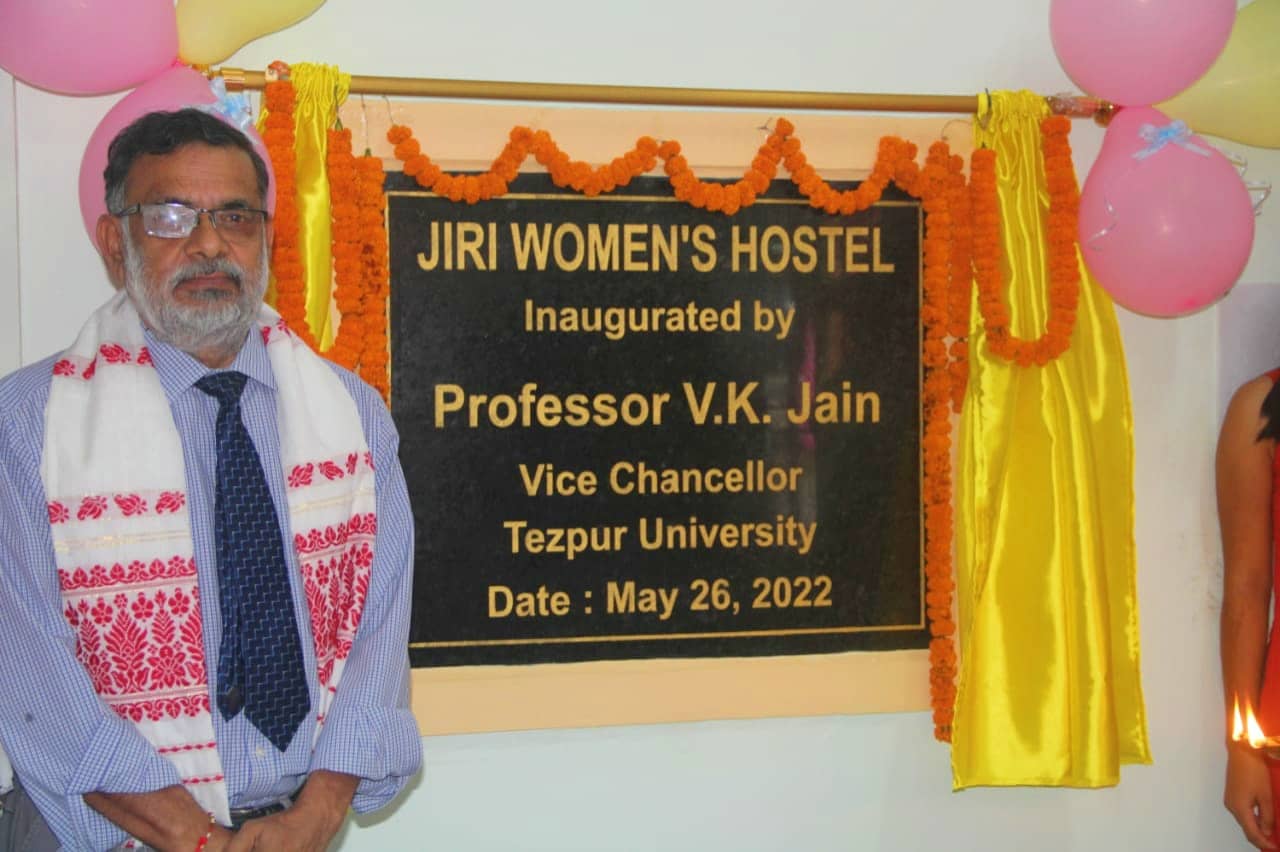 JIRI WOMEN'S HOSTEL
Inaugurated by
Professor V.K. Jain
Vice Chancellor
Tezpur University
Date : May 26, 2022